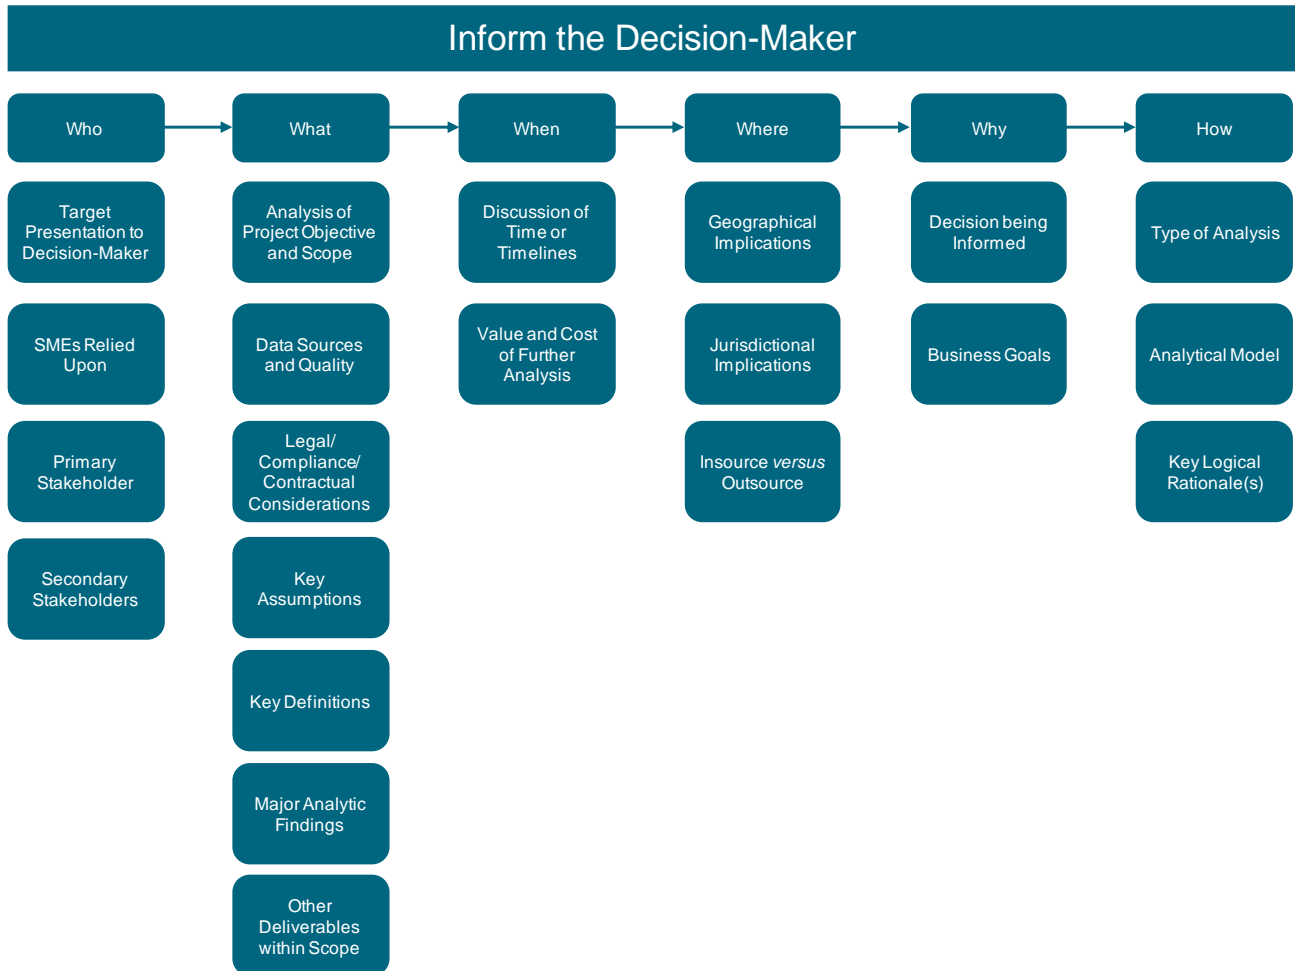 Inform the Decision-Maker
Who
What
When
Where
Why
How
Target
Presentation to
Decision-Maker
SMEs Relied
Upon
Primary
Stakeholder
Secondary
Stakeholders
Analysis of
Project Objective
and Scope
Data Sources
and Quality
Legal/
Compliance/
Contractual
Considerations
Key
Assumptions
Key Definitions
Major Analytic
Findings
Other
Deliverables
within Scope
Discussion of
Time or
Timelines
Value and Cost
of Further
Analysis
Geographical
Implications
Jurisdictional
Implications
Insource versus
Outsource
Decision being
Informed
Business Goals
Type of Analysis
Analytical Model
Key Logical
Rationale(s)